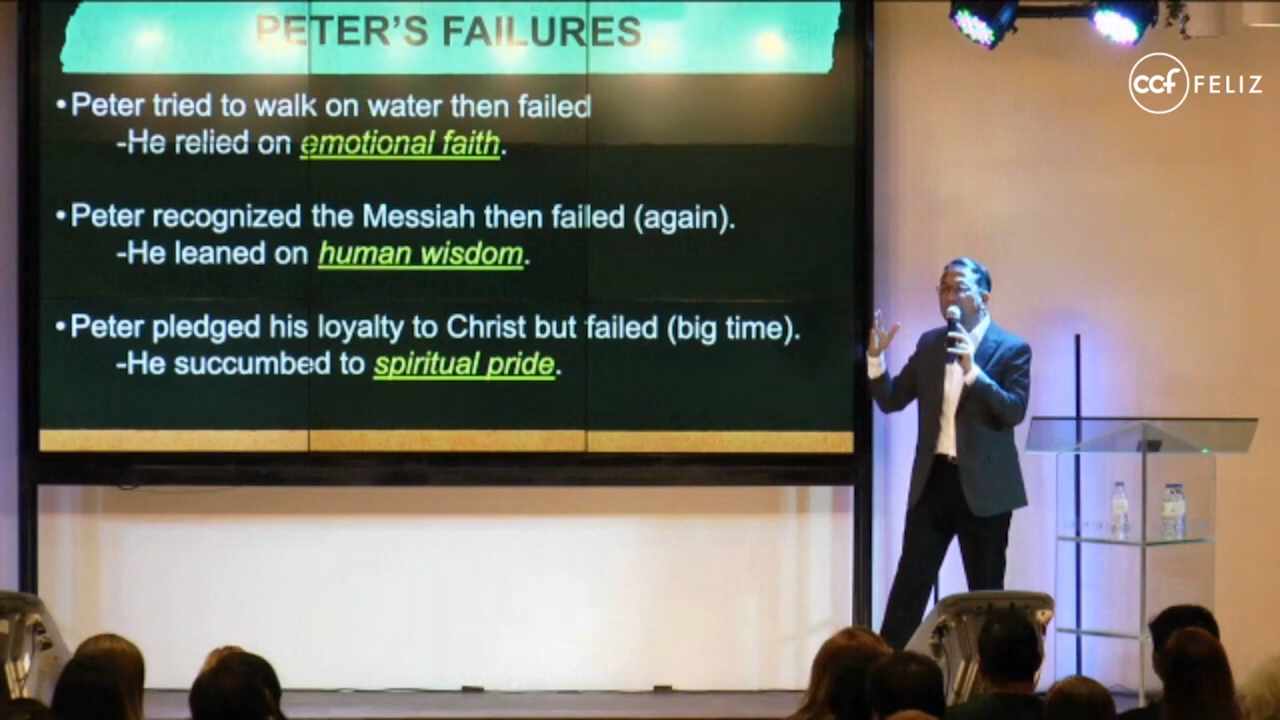 PETER'S FAILURES
•Peter tried to walk on water then failed
-He relied on emotional faith.
•Peter recognized the Messiah then failed (again).
-He leaned on human wisdom.
•Peter pledged his loyalty to Christ but failed (big time).
-He succumbed to spiritual pride.
ccf FELIZ